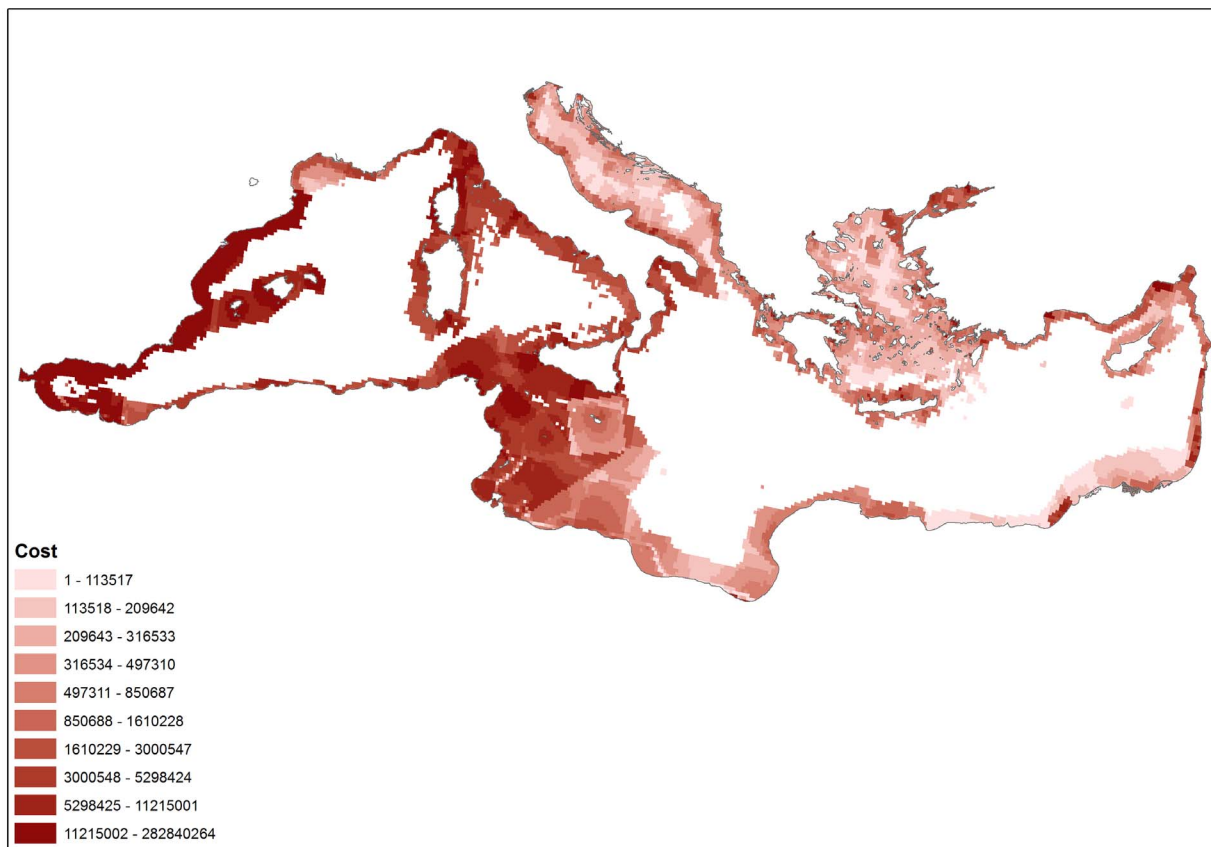 Cost
1 - 113517
113518 - 209642
209643 - 316533
316534 - 497310
497311 - 850687
850688 - 1610228
1610229 - 3000547
3000548 - 5298424
5298425 - 11215001
11215002 - 282840264